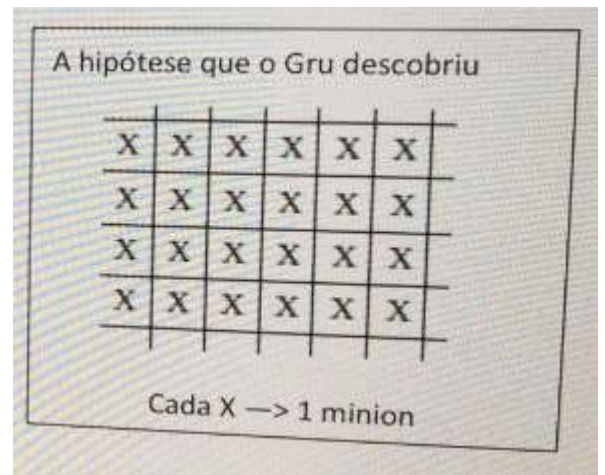 A hipótese que o Gru descobriu
X X X X X X
X X X X X X
X X X X X X
X X X X X X
Cada X —> 1 minion